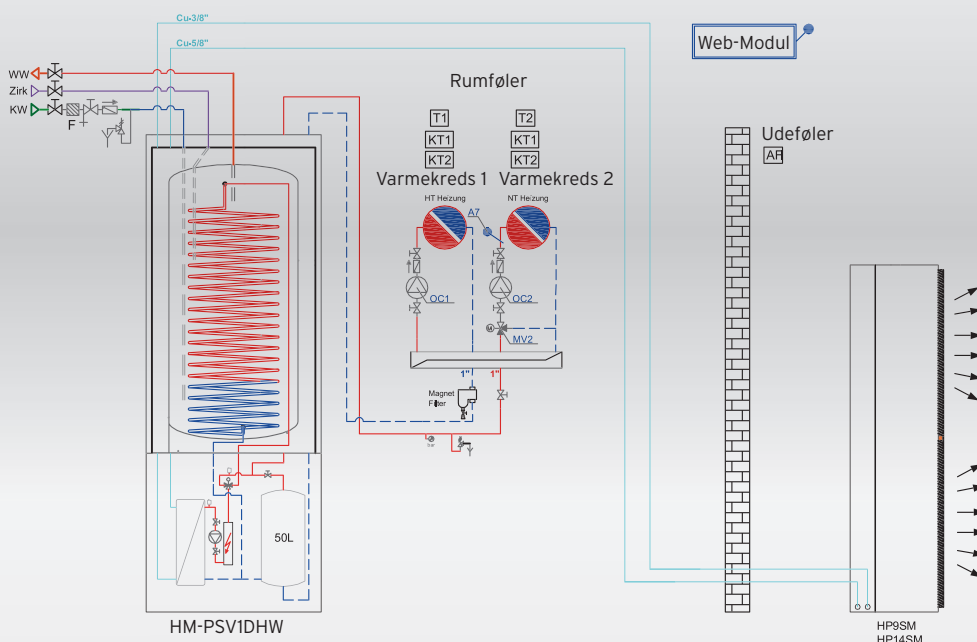 Cu-3/8"
Cu-5/8"
Web-Modul
WW
Zirk
KW
F
Rumføler
T1
T2
KT1
KT1
KT2
KT2
Varmekreds 1
Varmekreds 2
HT Heizung
NT Heizung
A7
Udeføler
AF
OC1
OC2
M
MV2
1"
1"
Magnet
Filter
bar
50L
HM-PSV1DHW
HP9SM
HP14SM